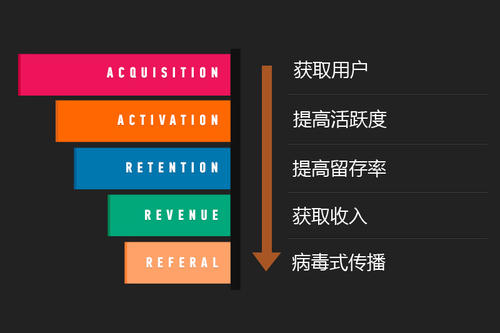 ACQUISITION 获取用户
ACTIVATION 提高活跃度
RETENTION 提高留存率
REVENUE 获取收入
REFERAL 病毒式传播